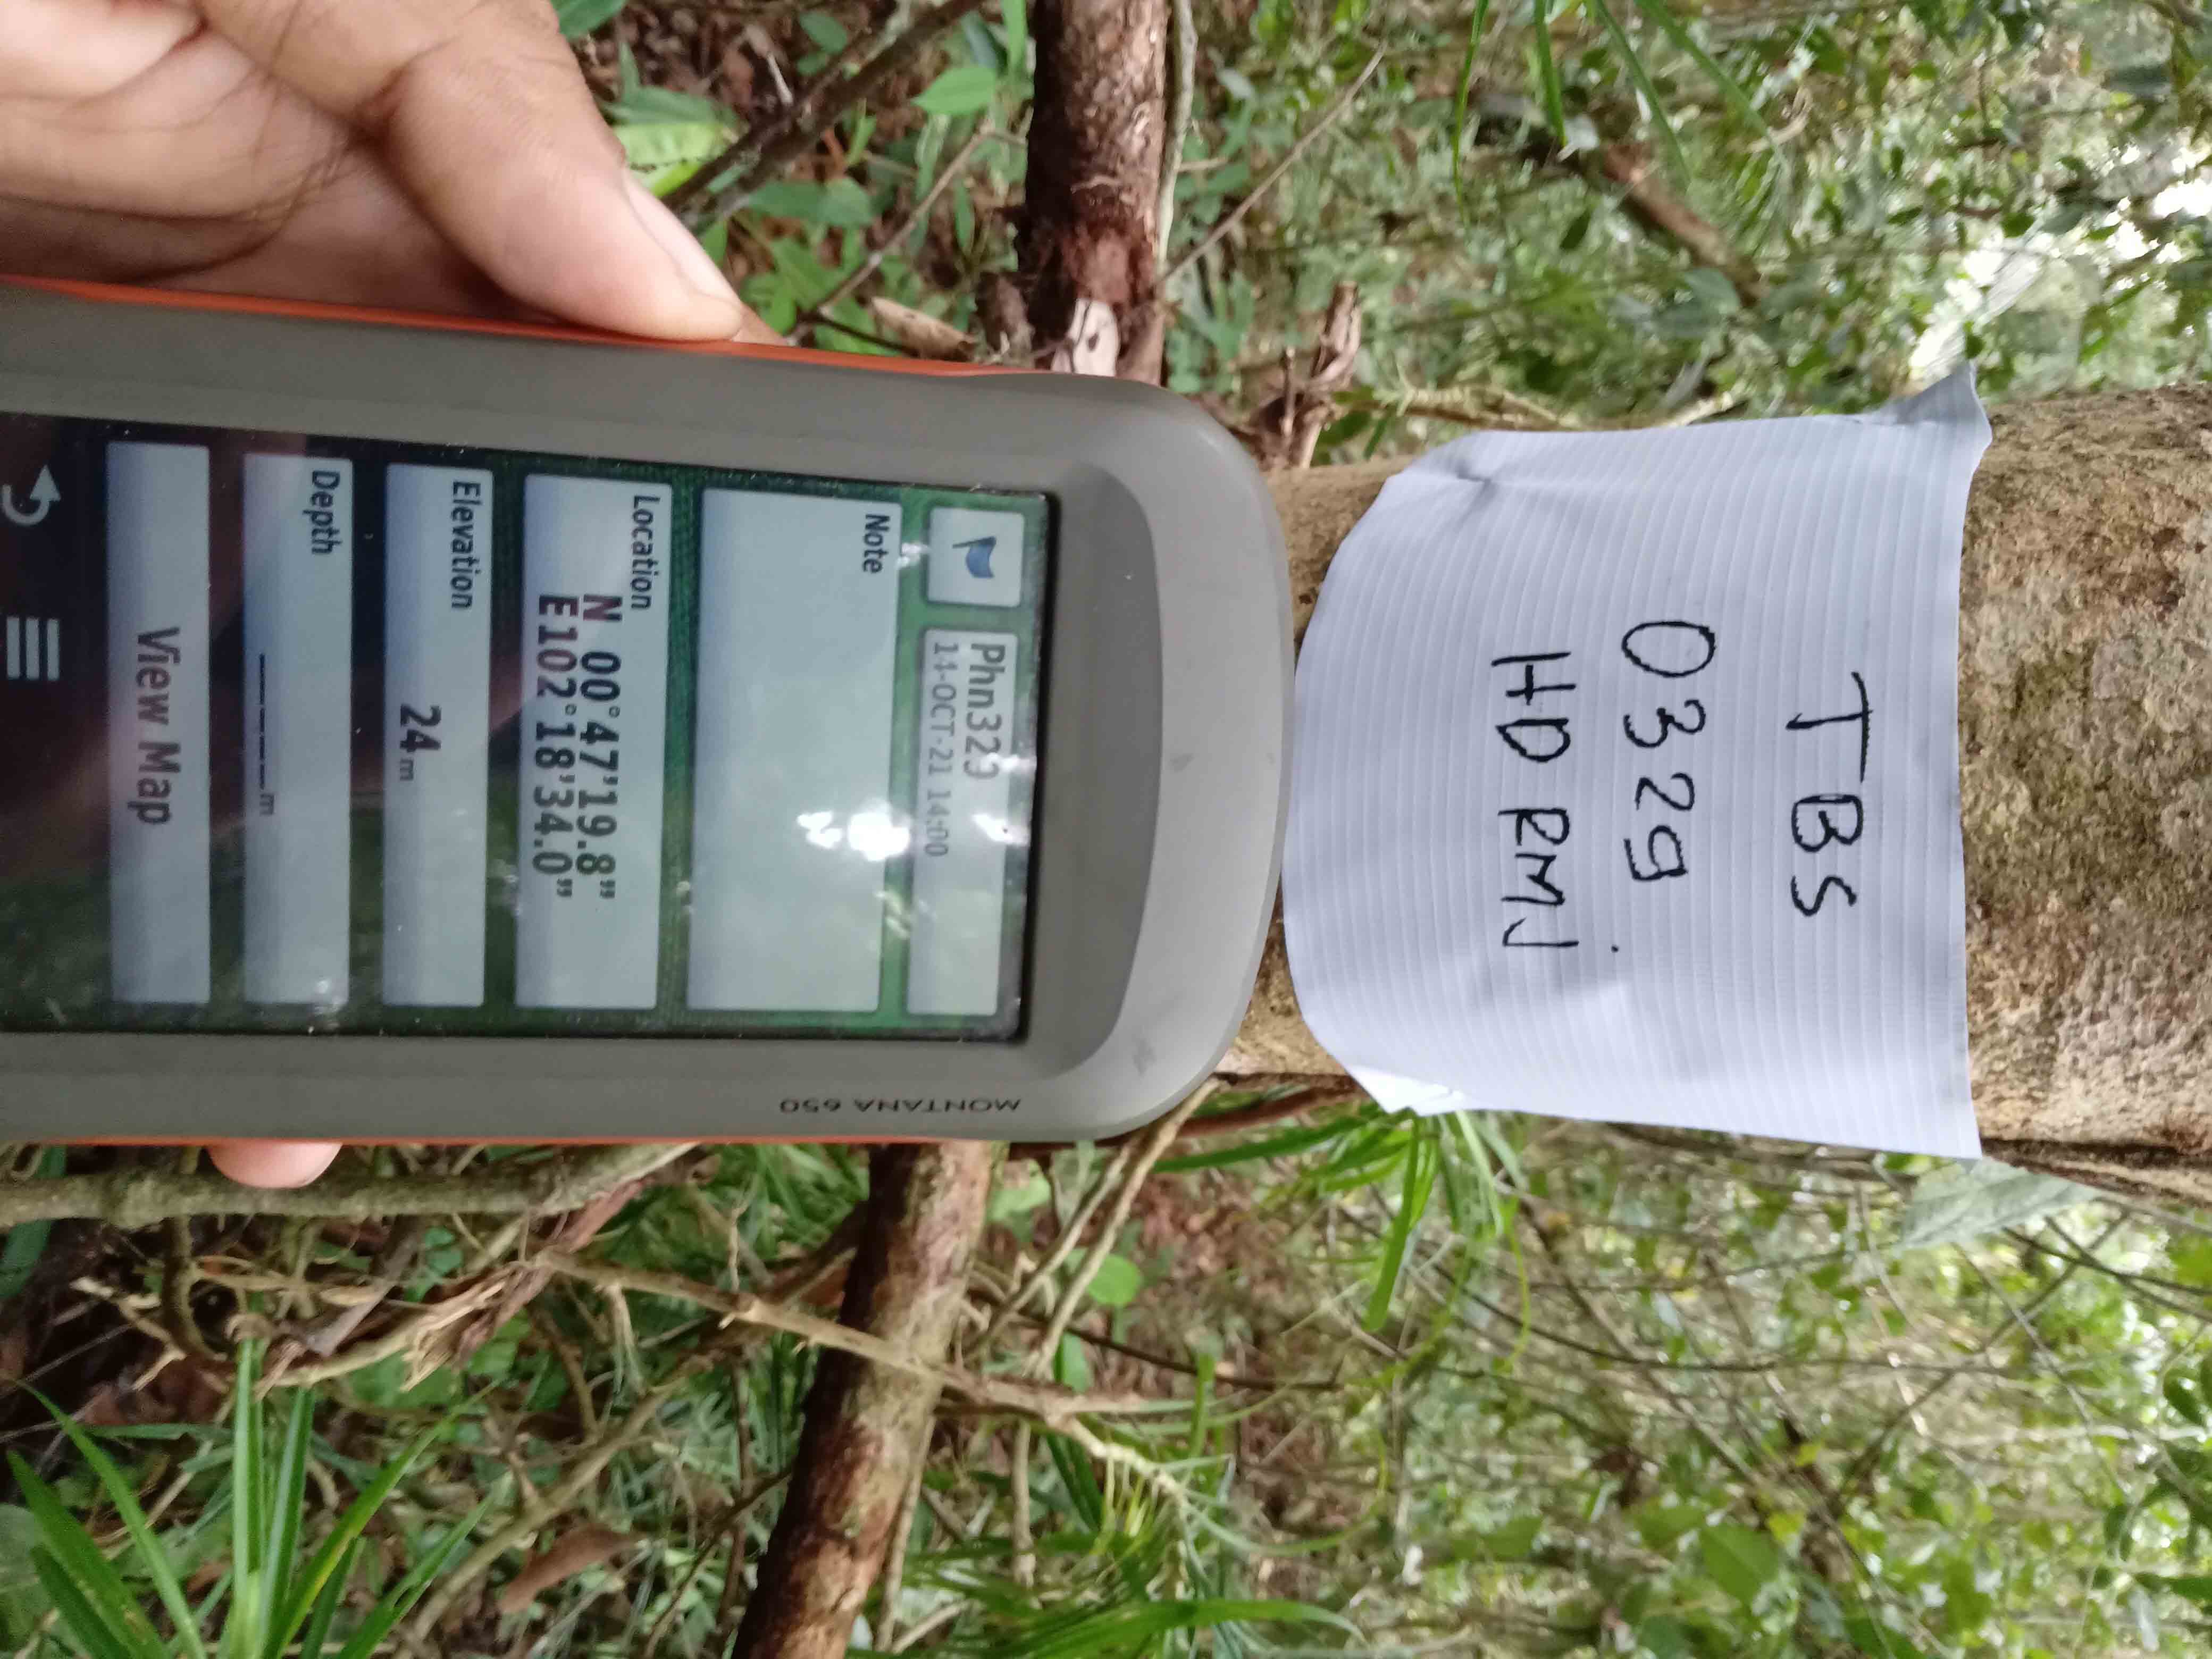 TBS
0329
HD RMJ
MONTANA 650
Phn329
14-OCT-21 14:00
Note
Location
N 00°47'19.8"
E102°18'34.0"
Elevation
24m
Depth
_____m
View Map